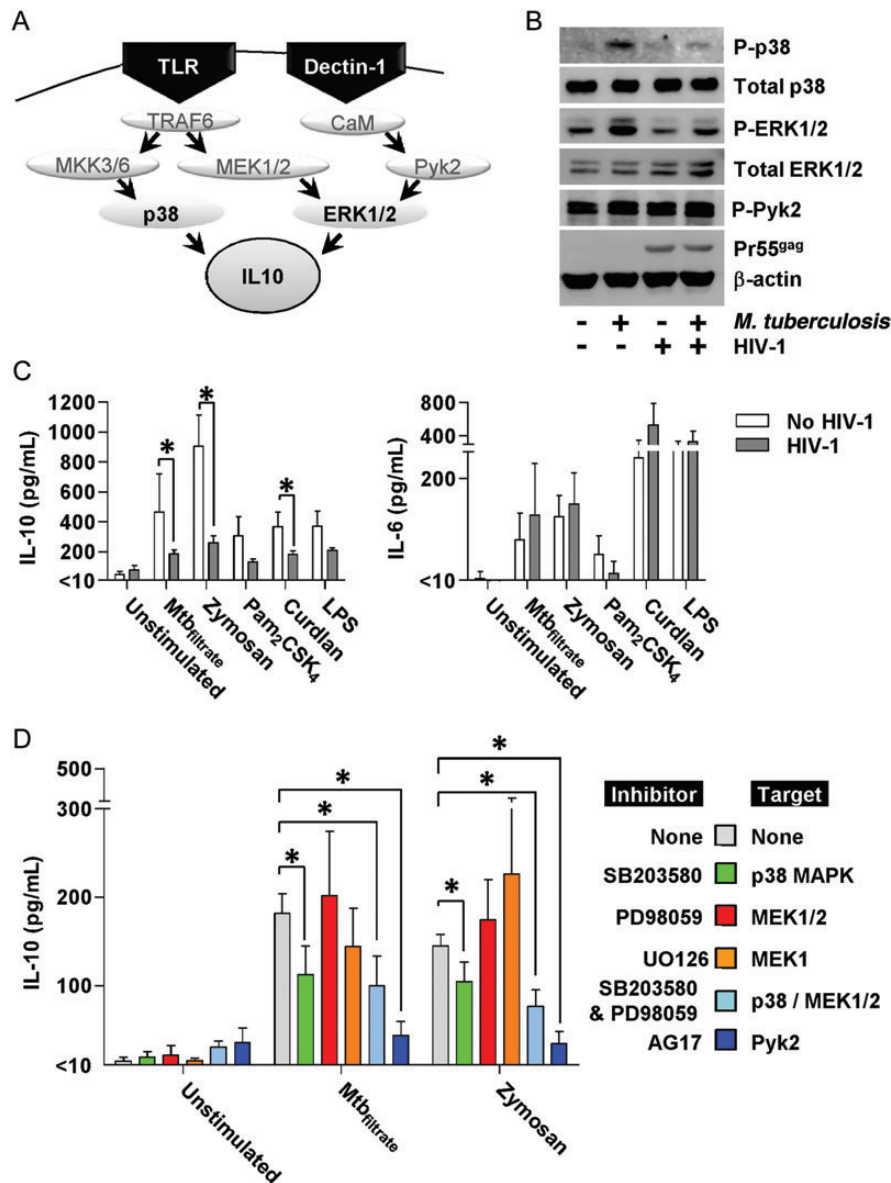 A
TLR
Dectin-1
TRAF6
CaM
MKK3/6
MEK1/2
Pyk2
p38
ERK1/2
IL10
B
P-p38
Total p38
P-ERK1/2
Total ERK1/2
P-Pyk2
Pr55gag
β-actin
- + - + M. tuberculosis
- - + + HIV-1
C
IL-10 (pg/mL)
1200
1000
800
600
400
200
<10
* * *
Unstimulated
Mtbfiltrate
Zymosan
Pam2CSK4
Curdlan
LPS
IL-6 (pg/mL)
800
400
200
<10
Unstimulated
Mtbfiltrate
Zymosan
Pam2CSK4
Curdlan
LPS
No HIV-1
HIV-1
D
IL-10 (pg/mL)
500
300
200
100
<10
* * *
* * *
Unstimulated
Mtbfiltrate
Zymosan
Inhibitor Target
None None
SB203580 p38 MAPK
PD98059 MEK1/2
UO126 MEK1
SB203580
& PD98059 p38 / MEK1/2
AG17 Pyk2